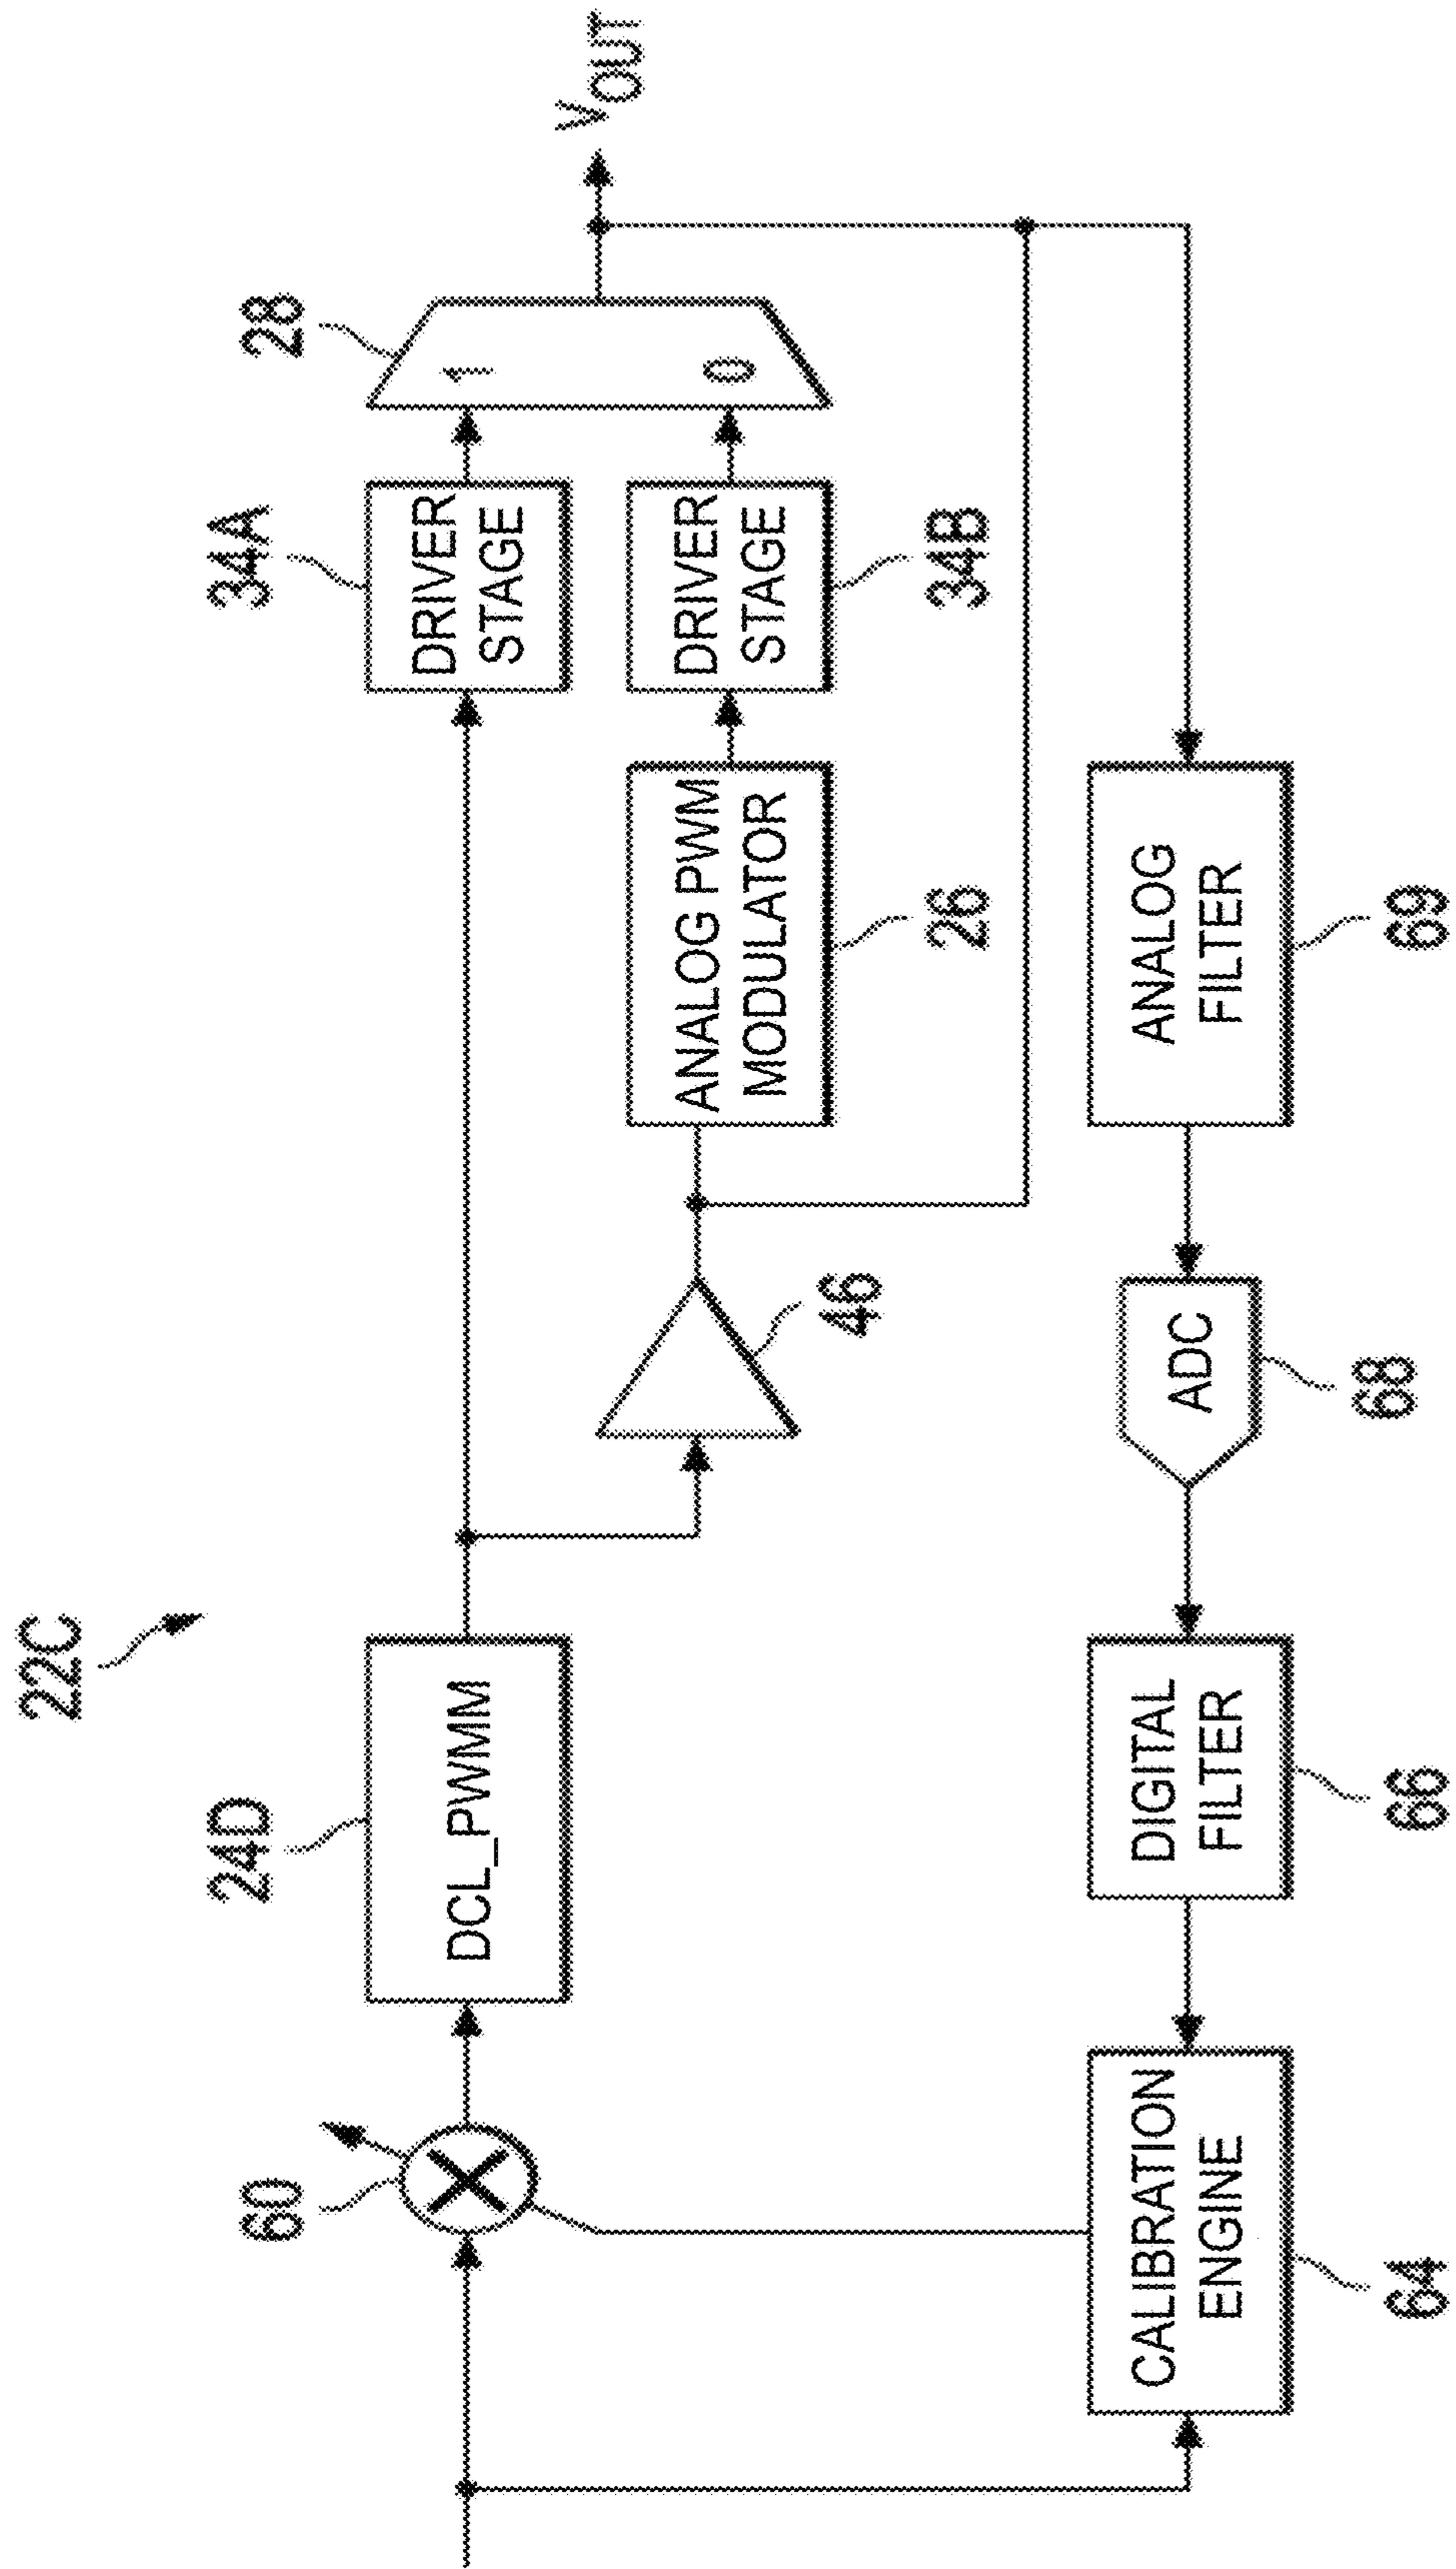 22C
60
24D
DCL_PWMM
34A
DRIVER
STAGE
28
1
0
VOUT
46
ANALOG PWM
MODULATOR
26
DRIVER
STAGE
34B
CALIBRATION
ENGINE
64
DIGITAL
FILTER
66
ADC
68
ANALOG
FILTER
69